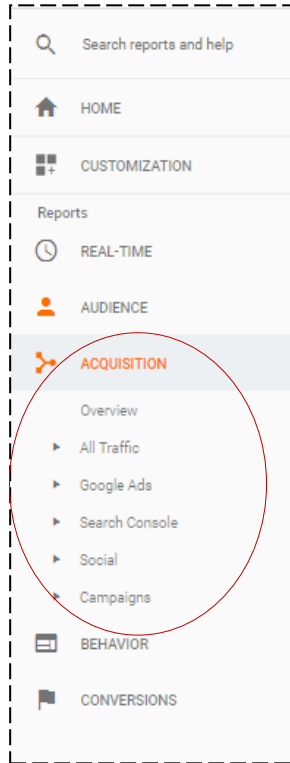 Search reports and help
HOME
CUSTOMIZATION
Reports
REAL-TIME
AUDIENCE
ACQUISITION
Overview
All Traffic
Google Ads
Search Console
Social
Campaigns
BEHAVIOR
CONVERSIONS